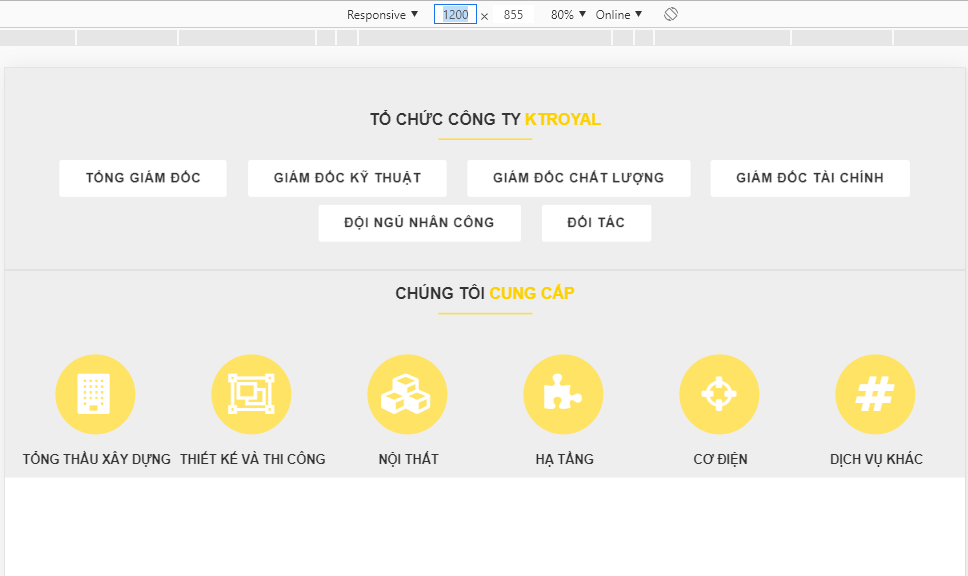 Responsive 1200 × 855 80% Online
TỔ CHỨC CÔNG TY KTROYAL
TỔNG GIÁM ĐỐC GIÁM ĐỐC KỸ THUẬT GIÁM ĐỐC CHẤT LƯỢNG GIÁM ĐỐC TÀI CHÍNH
ĐỘI NGŨ NHÂN CÔNG ĐỐI TÁC
CHÚNG TÔI CUNG CẤP
TỔNG THẦU XÂY DỰNG THIẾT KẾ VÀ THI CÔNG NỘI THẤT HẠ TẦNG CƠ ĐIỆN DỊCH VỤ KHÁC